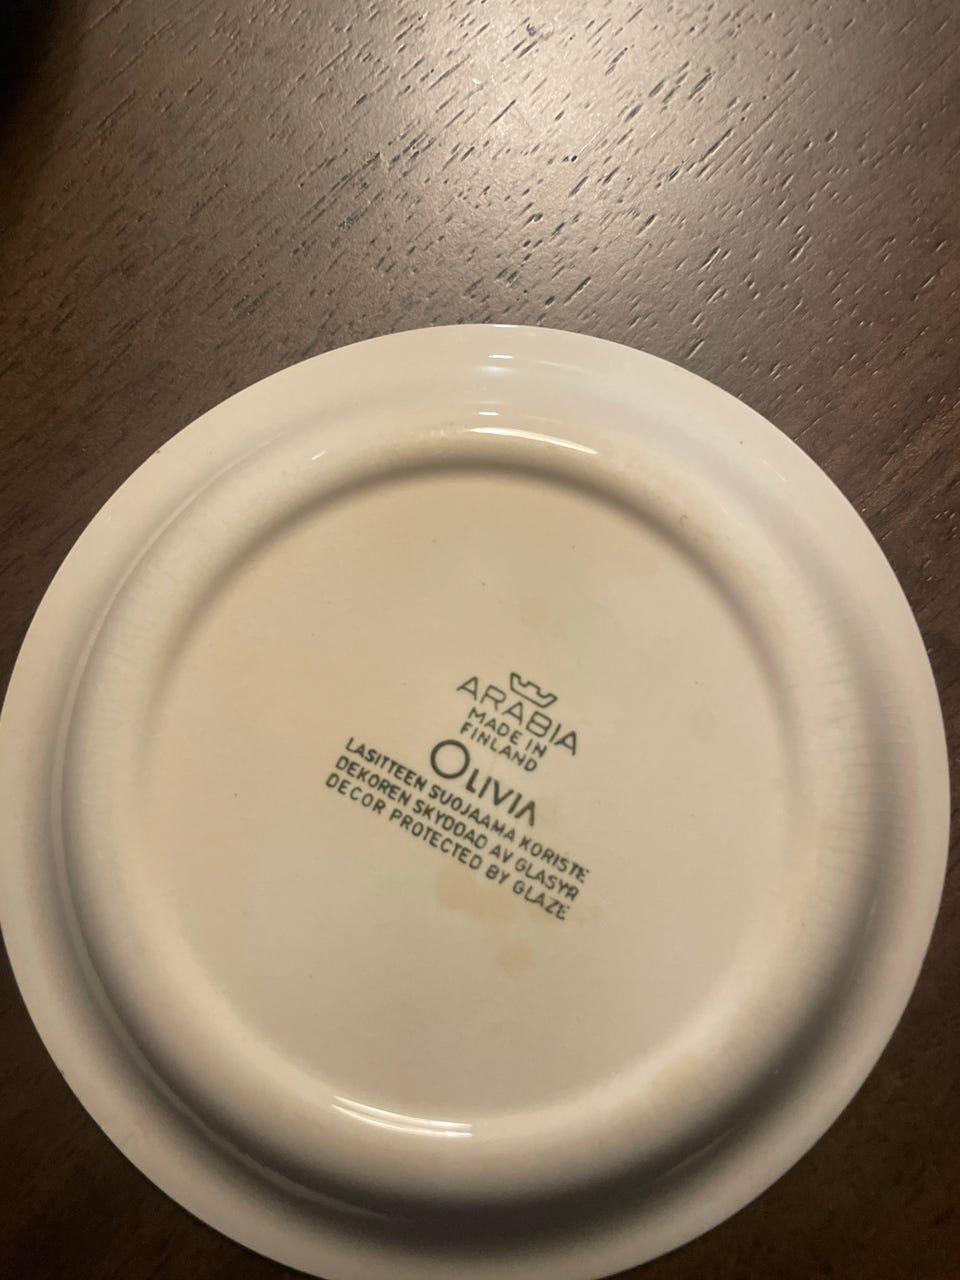 ARABIA
MADE IN
FINLAND
OLIVIA
LASITTEEN SUOJAAMA KORISTE
DEKOREN SKYDDAD AV GLASYR
DECOR PROTECTED BY GLAZE